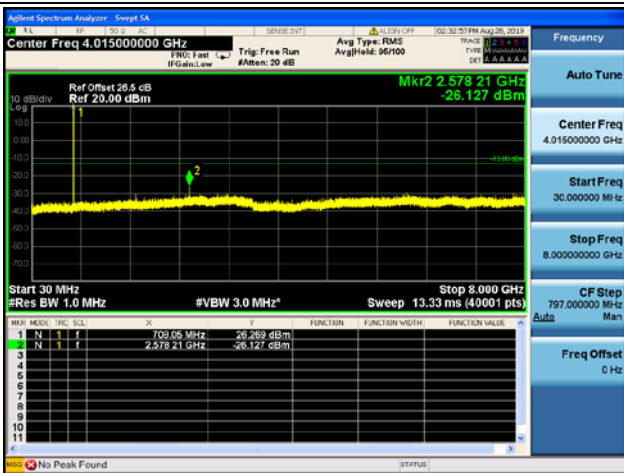 Agilent Spectrum Analyzer - Swept SA
RL RF 50 Ω AC SENSE:INT ALIGN OFF 02:32:57 PM Aug 28, 2019
Center Freq 4.015000000 GHz
PNO: Fast
IFGain:Low
Trig: Free Run
#Atten: 20 dB
Avg Type: RMS
Avg|Hold: 95/100
TRACE 1 2 3 4 5 6
TYPE
DET A A A A A A
Ref Offset 26.5 dB
Ref 20.00 dBm
10 dB/div
Log
Mkr2 2.578 21 GHz
-26.127 dBm
10.0
0.00
-10.0
-20.0
-30.0
-40.0
-50.0
-60.0
-70.0
1
2
-13.00 dBm
Start 30 MHz
#Res BW 1.0 MHz
#VBW 3.0 MHz*
Stop 8.000 GHz
Sweep 13.33 ms (40001 pts)
MKR MODE TRC SCL X Y FUNCTION FUNCTION WIDTH FUNCTION VALUE
1 N 1 f 709.05 MHz 26.269 dBm
2 N 1 f 2.578 21 GHz -26.127 dBm
3
4
5
6
7
8
9
10
11
MSG No Peak Found STATUS
Frequency
Auto Tune
Center Freq
4.015000000 GHz
Start Freq
30.000000 MHz
Stop Freq
8.000000000 GHz
CF Step
797.000000 MHz
Auto Man
Freq Offset
0 Hz